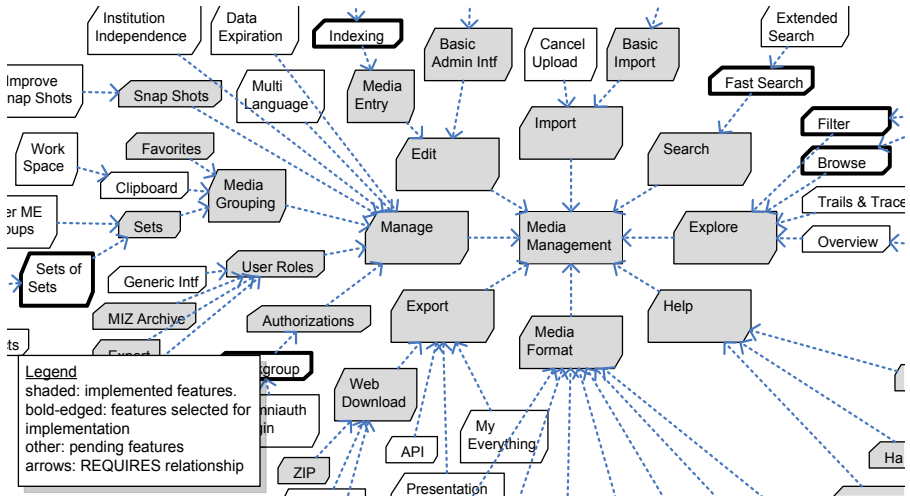 Institution
Independence
Data
Expiration
Indexing
Basic
Admin Intf
Cancel
Upload
Basic
Import
Extended
Search
Fast Search
Snap Shots
Snap Shots
Multi
Language
Media
Entry
Import
Filter
Favorites
Edit
Search
Browse
Work
Space
Clipboard
Media
Grouping
Trails & Trace
ME
Sets
Manage
Media
Management
Explore
Overview
Sets of
Sets
User Roles
Generic Intf
MIZ Archive
Authorizations
Export
Help
Export
Media
Format
Legend
shaded: implemented features.
bold-edged: features selected for
implementation
other: pending features
arrows: REQUIRES relationship
Web
Download
API
My
Everything
ZIP
Presentation
Ha